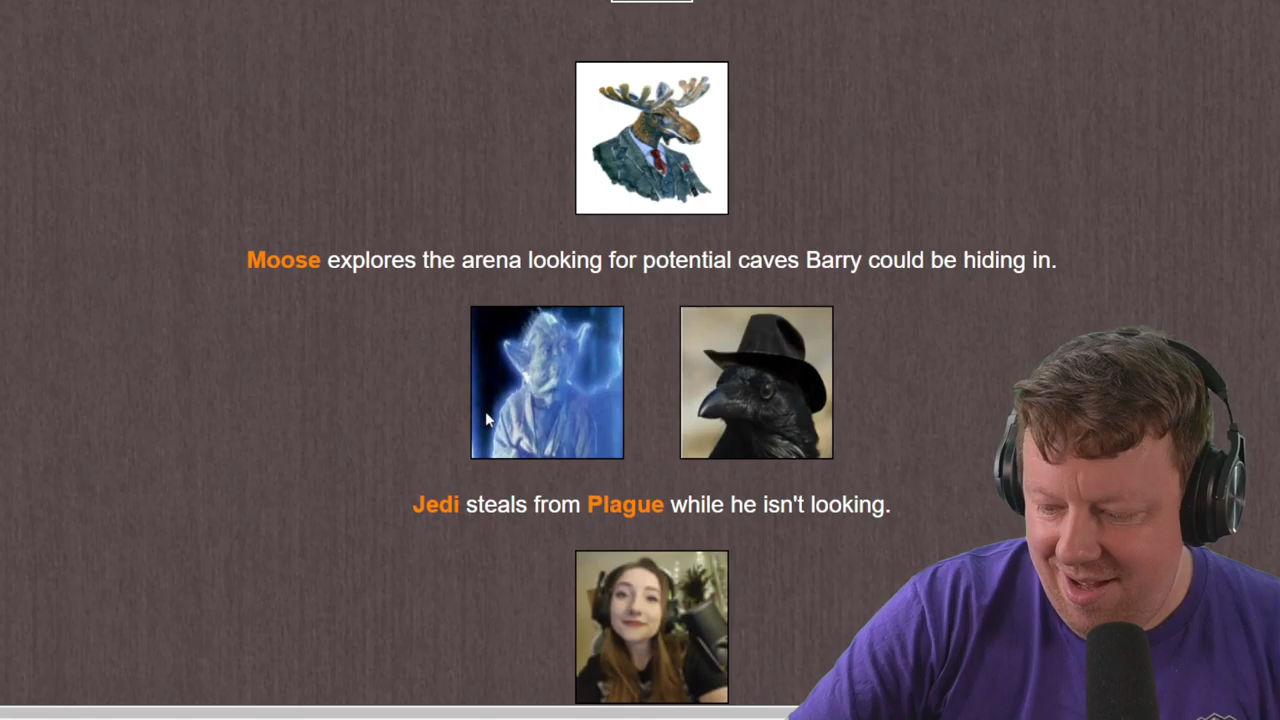 Moose explores the arena looking for potential caves Barry could be hiding in.
Jedi steals from Plague while he isn't looking.